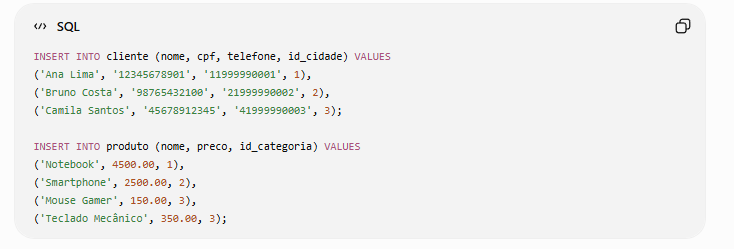 </> SQL
INSERT INTO cliente (nome, cpf, telefone, id_cidade) VALUES
('Ana Lima', '12345678901', '11999990001', 1),
('Bruno Costa', '98765432100', '21999990002', 2),
('Camila Santos', '45678912345', '41999990003', 3);
INSERT INTO produto (nome, preco, id_categoria) VALUES
('Notebook', 4500.00, 1),
('Smartphone', 2500.00, 2),
('Mouse Gamer', 150.00, 3),
('Teclado Mecânico', 350.00, 3);